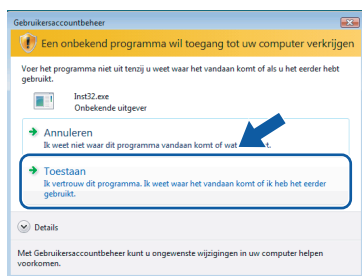 Gebruikersaccountbeheer
Een onbekend programma wil toegang tot uw computer verkrijgen
Voer het programma niet uit tenzij u weet waar het vandaan komt of als u het eerder hebt
gebruikt.
Inst32.exe
Onbekende uitgever
Annuleren
Ik weet niet waar dit programma vandaan komt of wat
Toestaan
Ik vertrouw dit programma. Ik weet waar het vandaan komt of ik heb het eerder
gebruikt.
Details
Met Gebruikersaccountbeheer kunt u ongewenste wijzigingen in uw computer helpen
voorkomen.